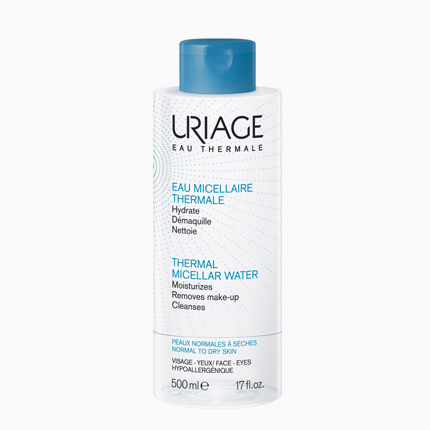 URIAGE
EAU THERMALE
EAU MICELLAIRE
THERMALE
Hydrate
Démaquille
Nettoie
THERMAL
MICELLAR WATER
Moisturizes
Removes make-up
Cleanses
PEAUX NORMALES À SÈCHES
NORMAL TO DRY SKIN
VISAGE - YEUX/ FACE - EYES
HYPOALLERGÉNIQUE
500 ml℮ 17 fl.oz.